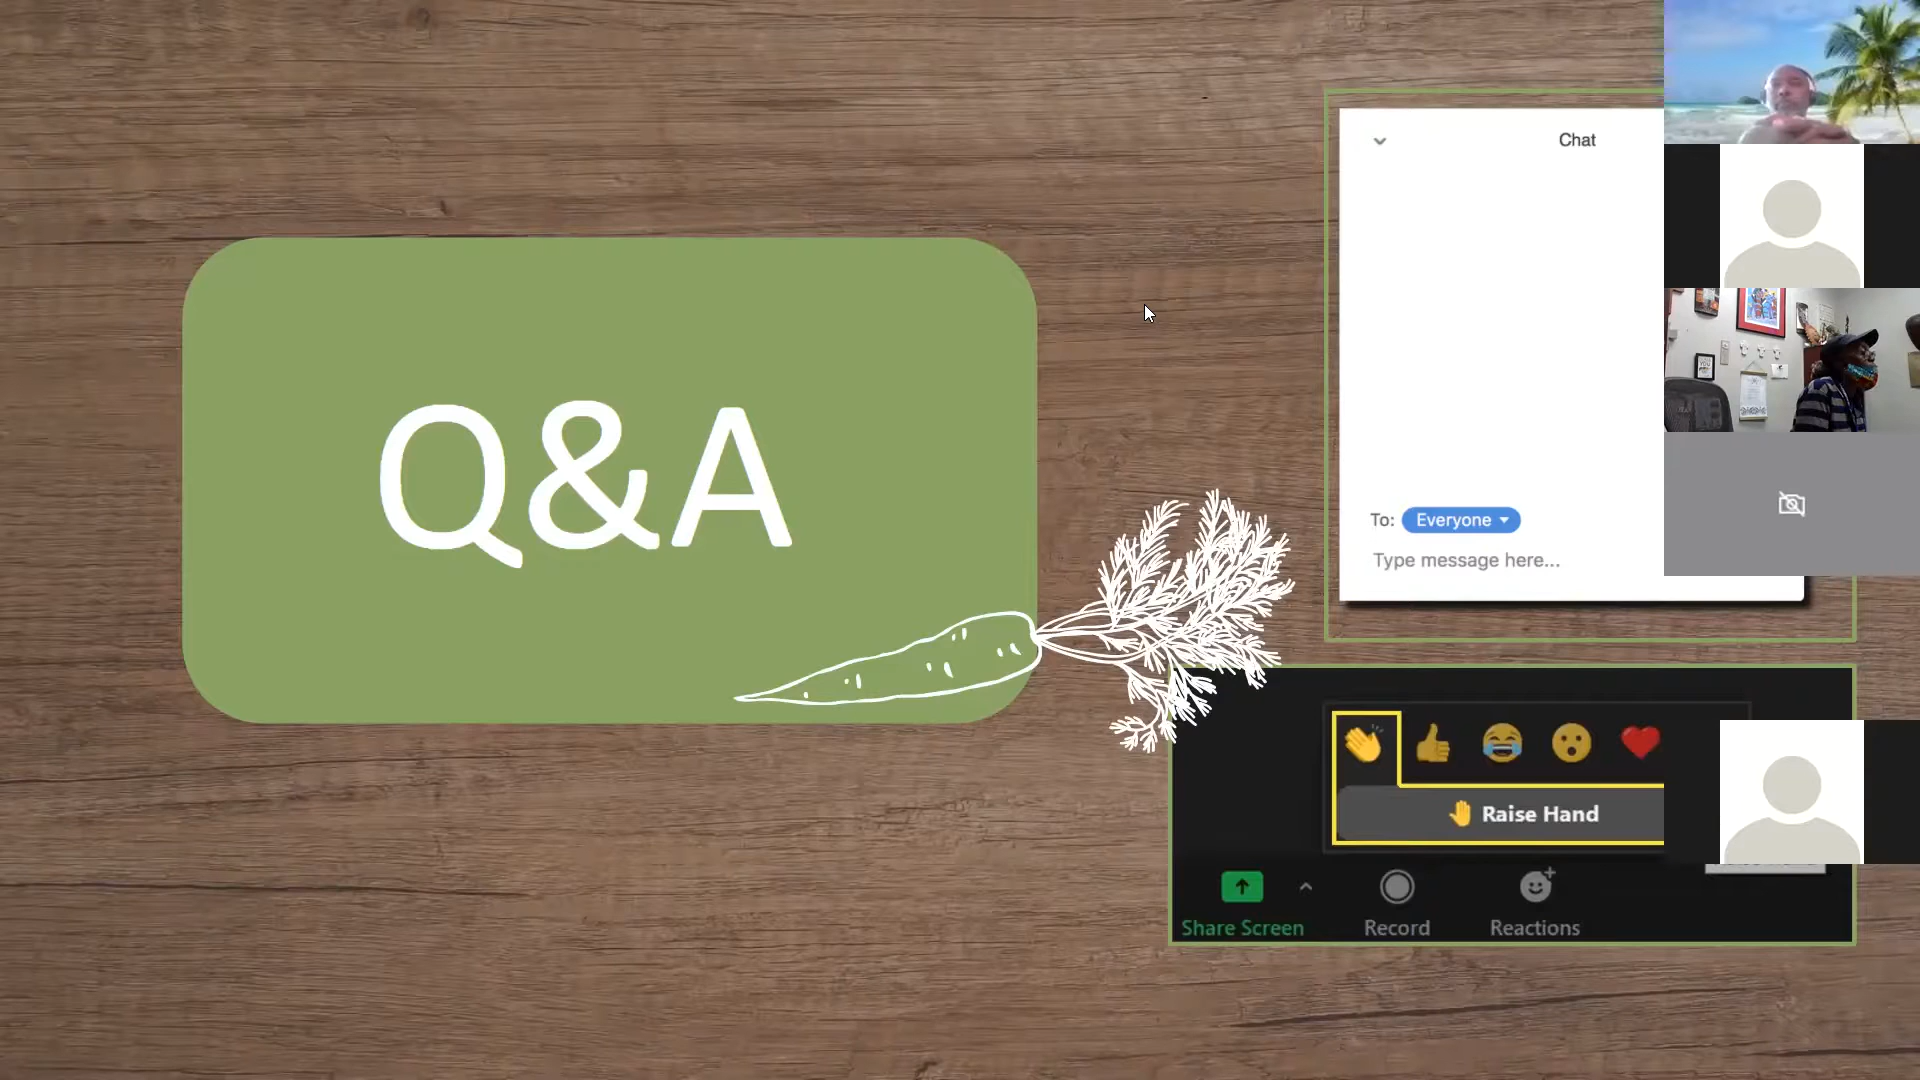 Q&A
Chat
To: Everyone
Type message here...
Raise Hand
Share Screen
Record
Reactions